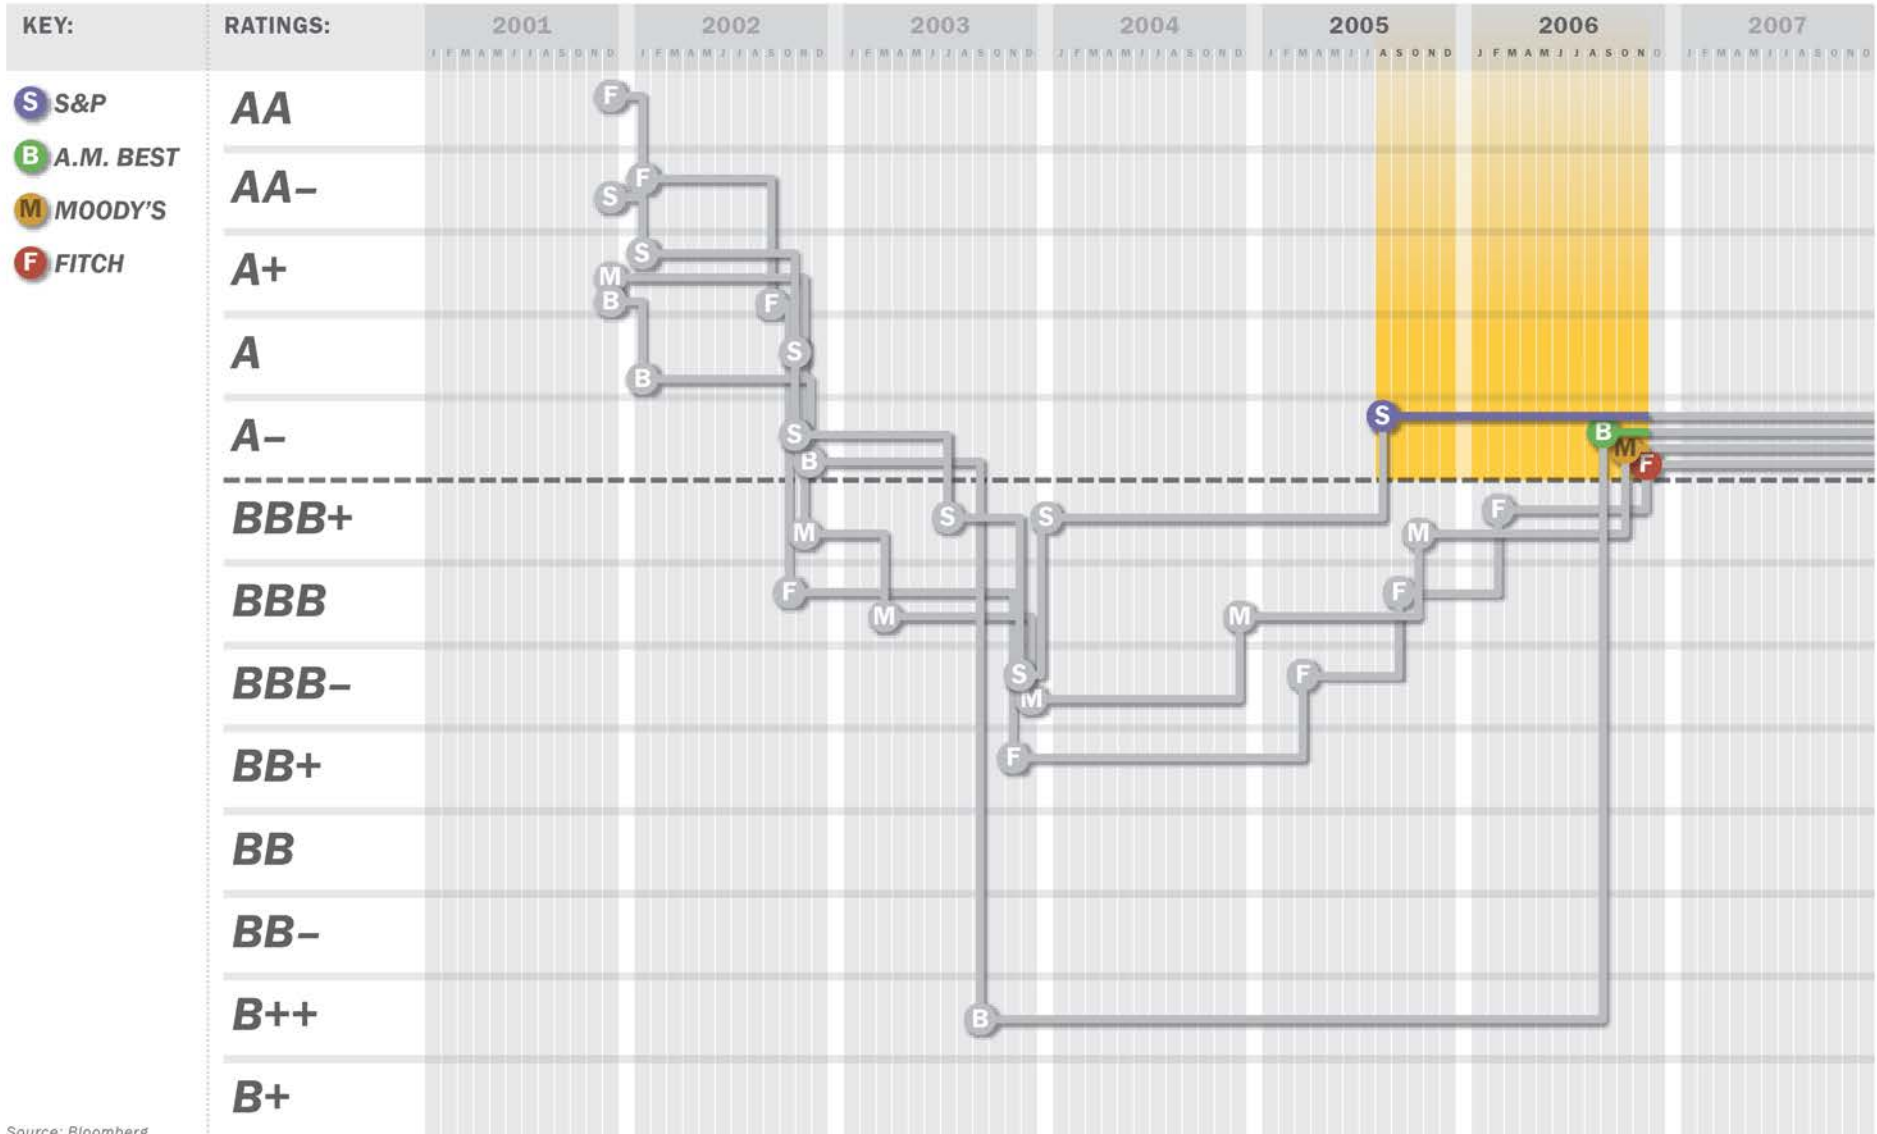 KEY: RATINGS: 2001 2002 2003 2004 2005 2006 2007
J F M A M J J A S O N D J F M A M J J A S O N D J F M A M J J A S O N D J F M A M J J A S O N D J F M A M J J A S O N D J F M A M J J A S O N D J F M A M J J A S O N D
S S&P
B A.M. BEST
M MOODY'S
F FITCH
AA
F
AA–
F
S
A+
S
M
B
F
A
S
B
A–
S
B
S
B
M
F
BBB+
S
S
F
M
M
BBB
F
F
M
M
BBB–
S
F
M
BB+
F
BB
BB–
B++
B
B+
Source: Bloomberg